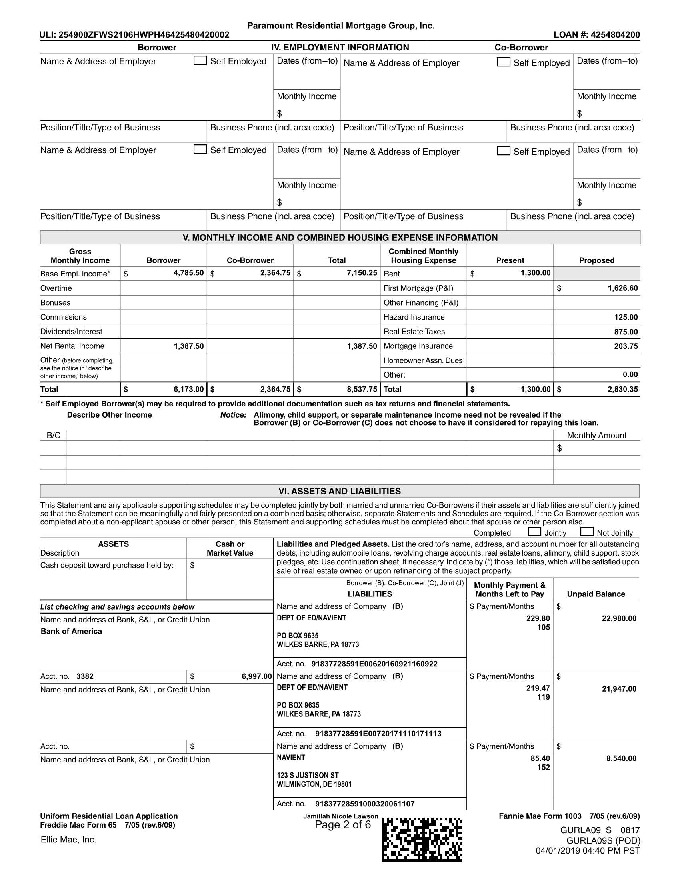 Paramount Residential Mortgage Group, Inc.
ULI: 254900ZFWS2106HWPH46425480420002 LOAN #: 4254804200
Borrower IV. EMPLOYMENT INFORMATION Co-Borrower
Name & Address of Employer Self Employed Dates (from–to) Name & Address of Employer Self Employed Dates (from–to)
Monthly Income Monthly Income
$ $
Position/Title/Type of Business Business Phone (incl. area code) Position/Title/Type of Business Business Phone (incl. area code)
Name & Address of Employer Self Employed Dates (from–to) Name & Address of Employer Self Employed Dates (from–to)
Monthly Income Monthly Income
$ $
Position/Title/Type of Business Business Phone (incl. area code) Position/Title/Type of Business Business Phone (incl. area code)
V. MONTHLY INCOME AND COMBINED HOUSING EXPENSE INFORMATION
Gross Monthly Income Borrower Co-Borrower Total Combined Monthly Housing Expense Present Proposed
Base Empl. Income* $ 4,785.50 $ 2,364.75 $ 7,150.25 Rent $ 1,300.00
Overtime First Mortgage (P&I) $ 1,626.60
Bonuses Other Financing (P&I)
Commissions Hazard Insurance 125.00
Dividends/Interest Real Estate Taxes 875.00
Net Rental Income 1,387.50 1,387.50 Mortgage Insurance 203.75
Other (before completing, Homeowner Assn. Dues
see the notice in "describe
other income," below) Other: 0.00
Total $ 6,173.00 $ 2,364.75 $ 8,537.75 Total $ 1,300.00 $ 2,830.35
* Self Employed Borrower(s) may be required to provide additional documentation such as tax returns and financial statements.
Describe Other Income Notice: Alimony, child support, or separate maintenance income need not be revealed if the
Borrower (B) or Co-Borrower (C) does not choose to have it considered for repaying this loan.
B/C Monthly Amount
$
VI. ASSETS AND LIABILITIES
This Statement and any applicable supporting schedules may be completed jointly by both married and unmarried Co-Borrowers if their assets and liabilities are sufficiently joined
so that the Statement can be meaningfully and fairly presented on a combined basis; otherwise, separate Statements and Schedules are required. If the Co-Borrower section was
completed about a non-applicant spouse or other person, this Statement and supporting schedules must be completed about that spouse or other person also.
Completed Jointly Not Jointly
ASSETS Cash or Market Value
Description
Cash deposit toward purchase held by: $
Liabilities and Pledged Assets. List the creditor's name, address, and account number for all outstanding
debts, including automobile loans, revolving charge accounts, real estate loans, alimony, child support, stock
pledges, etc. Use continuation sheet, if necessary. Indicate by (*) those liabilities, which will be satisfied upon
sale of real estate owned or upon refinancing of the subject property.
Borrower (B), Co-Borrower (C), Joint (J)
LIABILITIES Monthly Payment & Months Left to Pay Unpaid Balance
List checking and savings accounts below Name and address of Company (B) $ Payment/Months $
Name and address of Bank, S&L, or Credit Union DEPT OF ED/NAVIENT 229.80 22,980.00
Bank of America 105
PO BOX 9635
WILKES BARRE, PA 18773
Acct. no. 91837728591E00620160921160922
Acct. no. 3382 $ 6,997.00 Name and address of Company (B) $ Payment/Months $
Name and address of Bank, S&L, or Credit Union DEPT OF ED/NAVIENT 219.47 21,947.00
119
PO BOX 9635
WILKES BARRE, PA 18773
Acct. no. 91837728591E00720171110171113
Acct. no. $ Name and address of Company (B) $ Payment/Months $
Name and address of Bank, S&L, or Credit Union NAVIENT 85.40 8,540.00
152
123 S JUSTISON ST
WILMINGTON, DE 19801
Acct. no. 91837728591000320061107
Uniform Residential Loan Application Jamillah Nicole Lawson Fannie Mae Form 1003 7/05 (rev.6/09)
Freddie Mac Form 65 7/05 (rev.6/09) Page 2 of 6
GURLA09_S 0817
Ellie Mae, Inc. GURLA09S (POD)
04/01/2019 04:40 PM PST